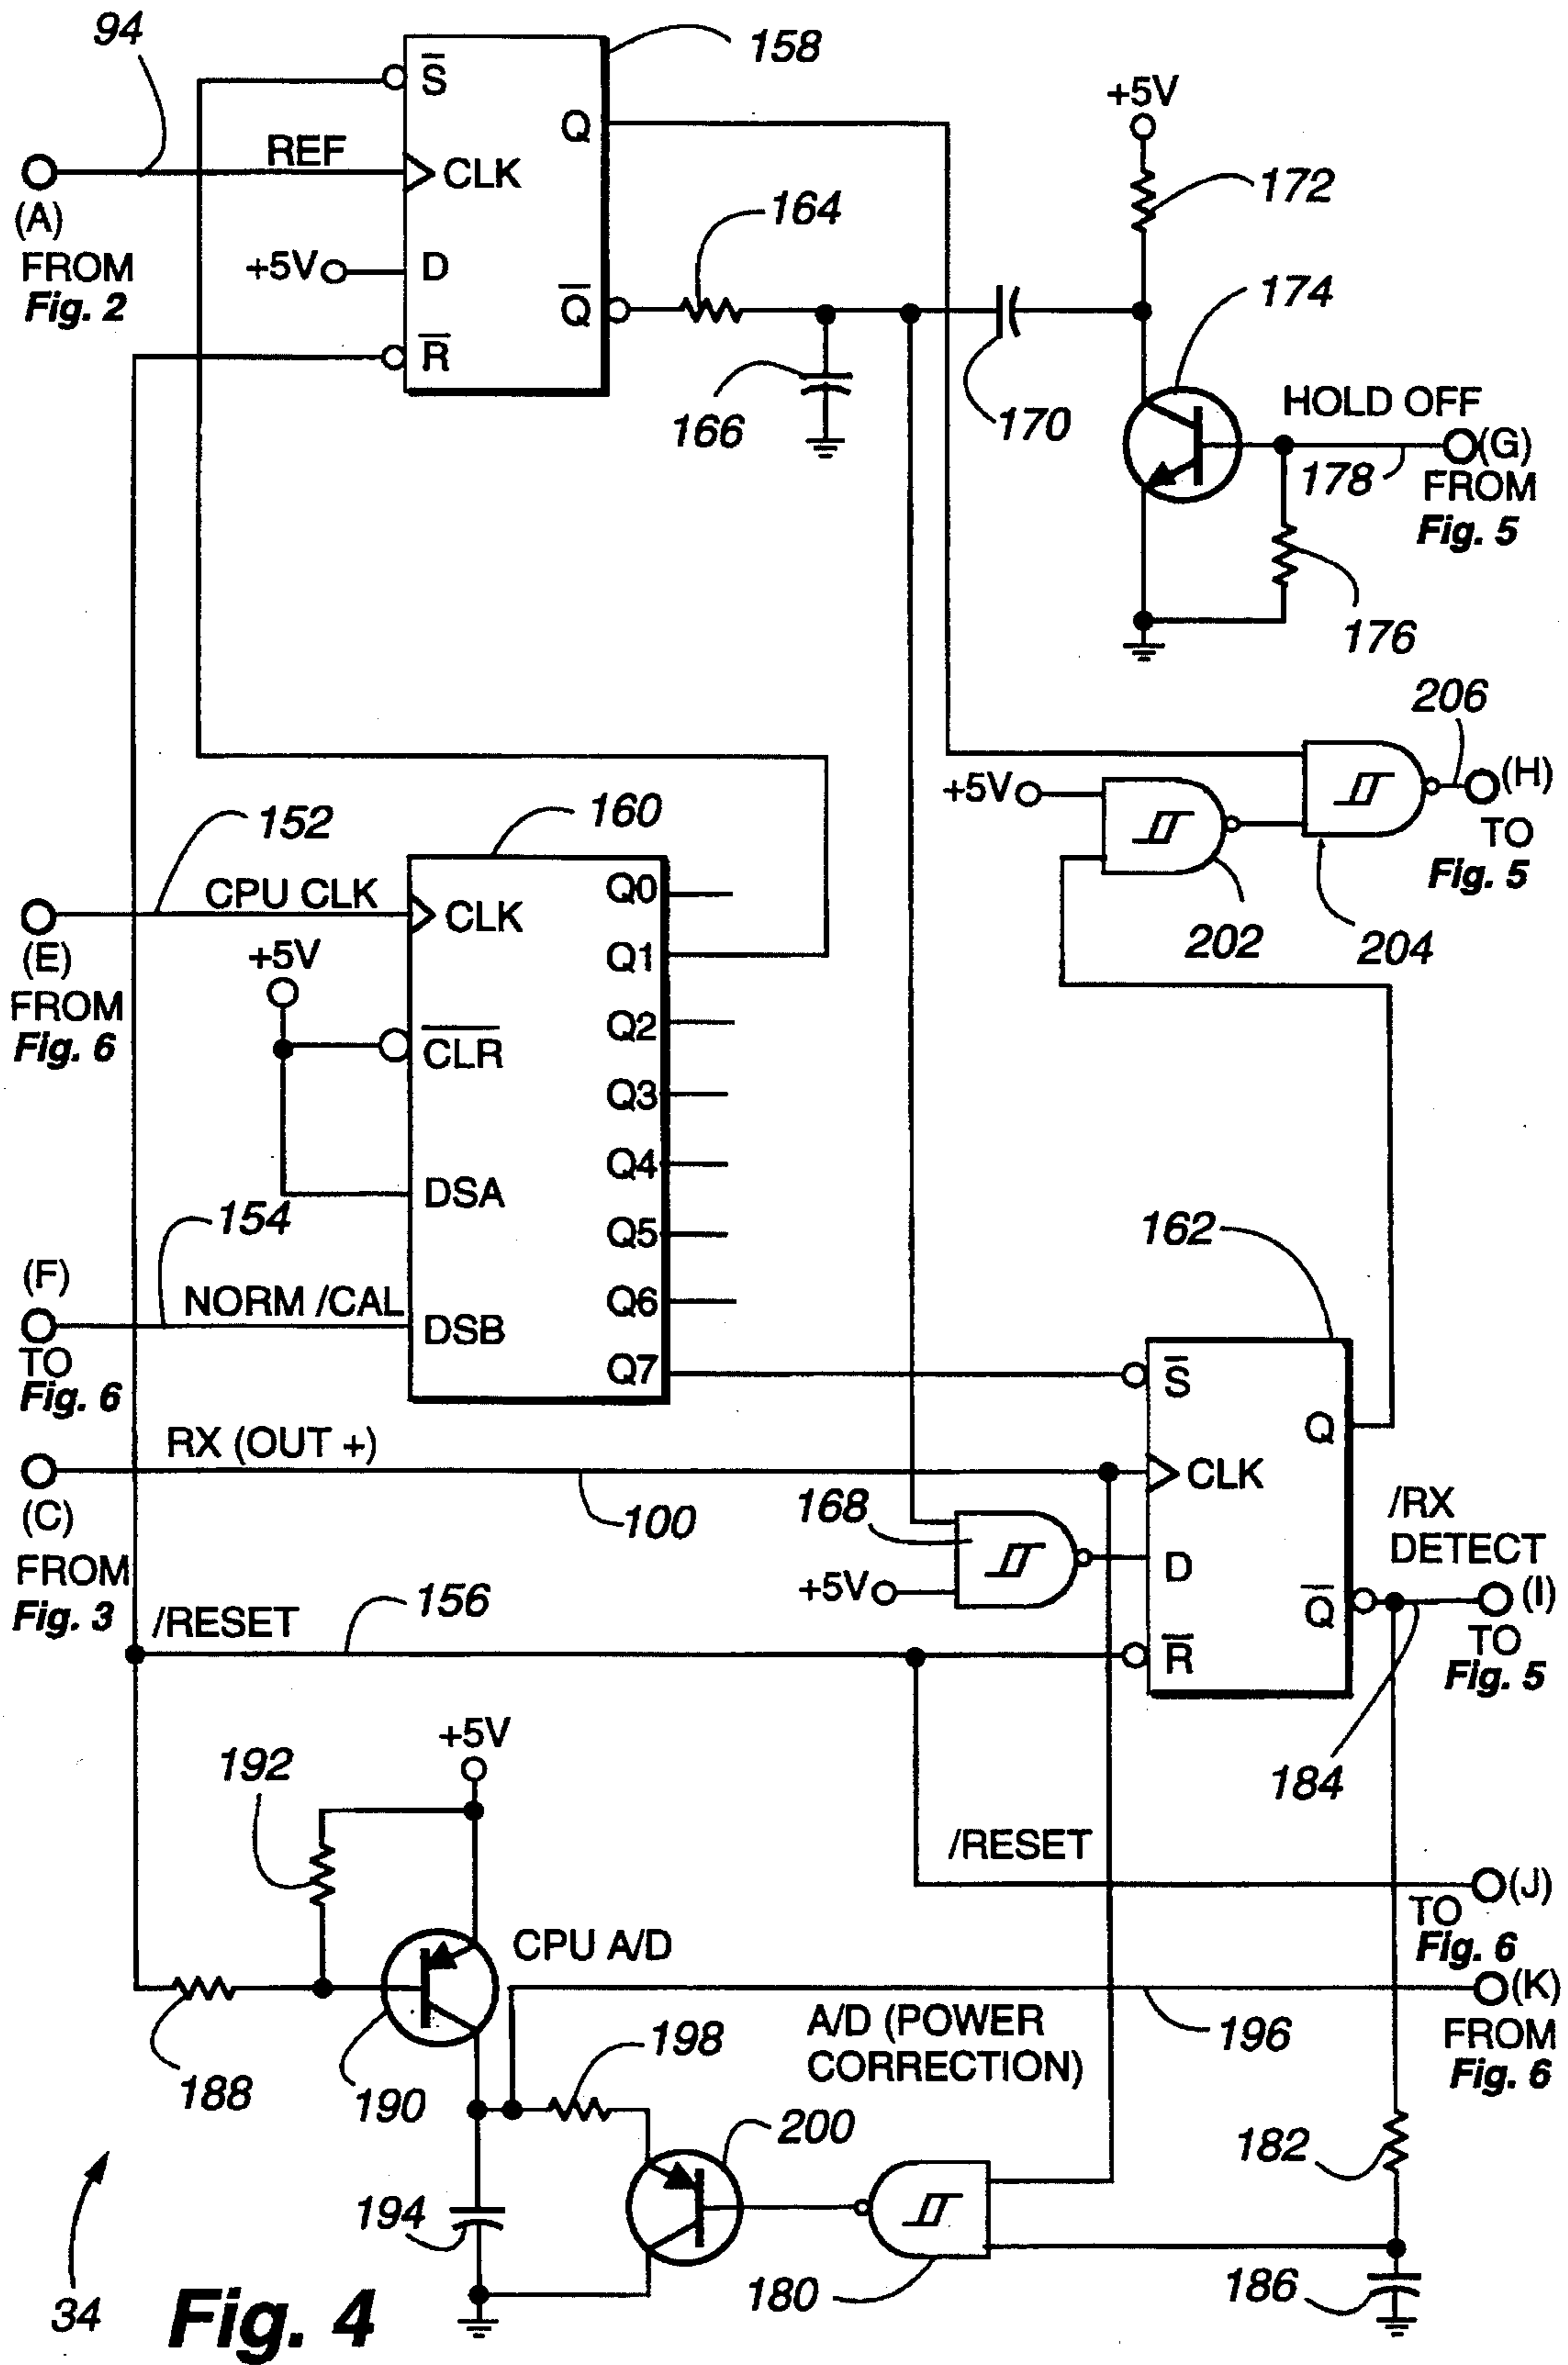 94
158
S
Q
+5V
REF
CLK
172
(A)
FROM
Fig. 2
164
+5V
D
Q
174
R
HOLD OFF
166
170
(G)
178
FROM
Fig. 5
176
206
(H)
+5V
152
160
TO
Fig. 5
CPU CLK
CLK
Q0
202
204
(E)
+5V
Q1
FROM
Fig. 6
CLR
Q2
Q3
Q4
DSA
154
Q5
162
(F)
NORM /CAL
DSB
Q6
TO
Fig. 6
Q7
S
Q
RX (OUT +)
CLK
(C)
100
168
/RX
DETECT
FROM
Fig. 3
D
+5V
Q
(I)
/RESET
156
R
TO
Fig. 5
+5V
192
184
/RESET
(J)
TO
Fig. 6
CPU A/D
(K)
A/D (POWER
CORRECTION)
196
FROM
Fig. 6
198
188
190
200
182
194
180
186
34
Fig. 4